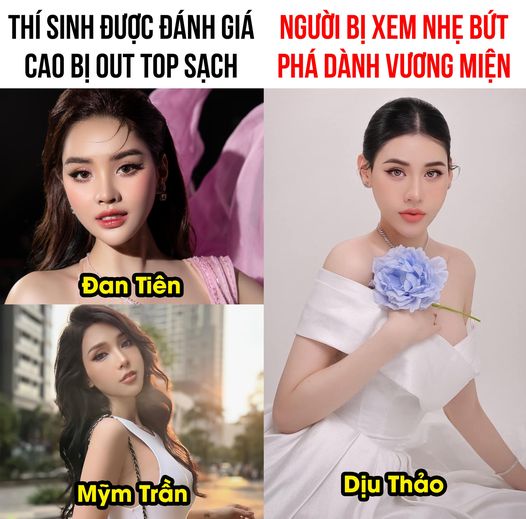 THÍ SINH ĐƯỢC ĐÁNH GIÁ
CAO BỊ OUT TOP SẠCH
NGƯỜI BỊ XEM NHẸ BỨT
PHÁ DÀNH VƯƠNG MIỆN
Đan Tiên
Mỹm Trần
Dịu Thảo